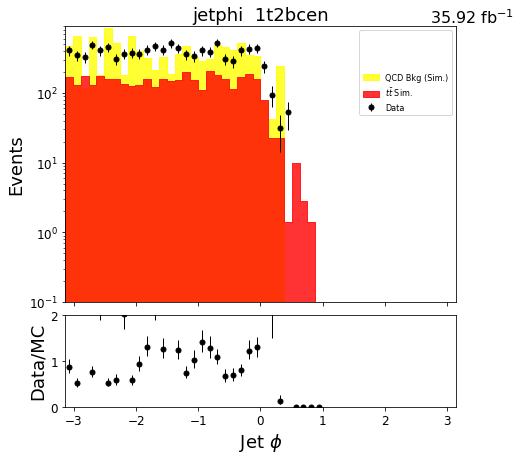 jetphi 1t2bcen
35.92 fb⁻¹
QCD Bkg (Sim.)
tt̄ Sim.
Data
Events
10²
10¹
10⁰
10⁻¹
Data/MC
2
1
0
−3 −2 −1 0 1 2 3
Jet ϕ